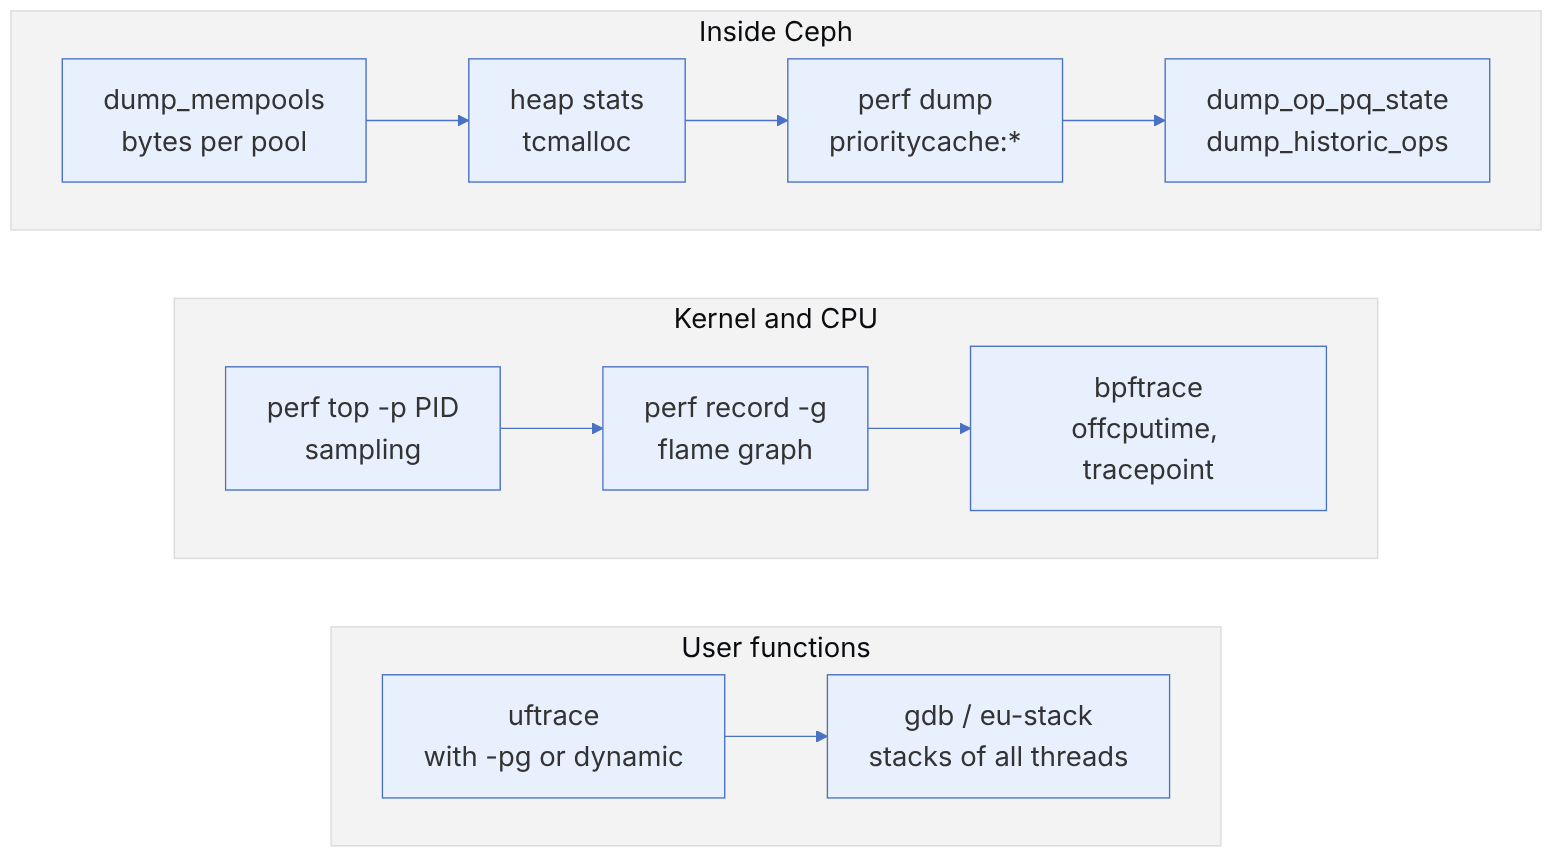 Inside Ceph
dump_mempools
bytes per pool
heap stats
tcmalloc
perf dump
prioritycache:*
dump_op_pq_state
dump_historic_ops
Kernel and CPU
perf top -p PID
sampling
perf record -g
flame graph
bpftrace
offcputime,
tracepoint
User functions
uftrace
with -pg or dynamic
gdb / eu-stack
stacks of all threads